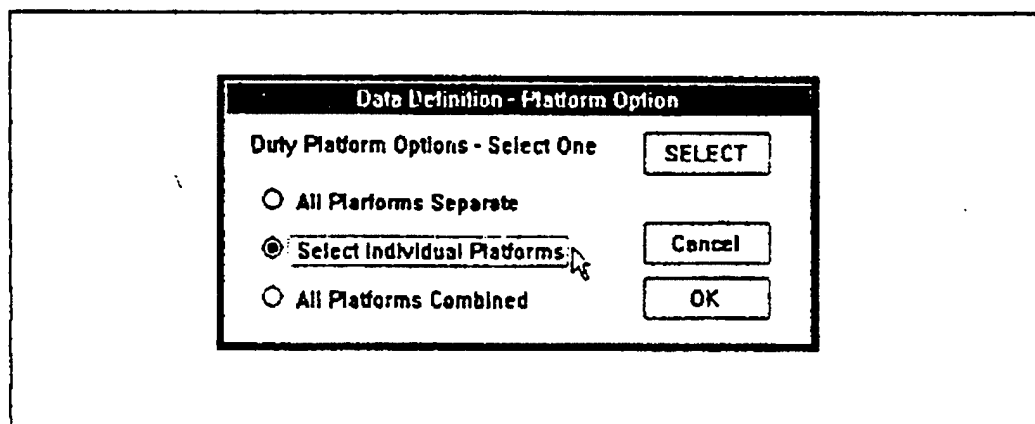 Data Definition - Platform Option
Duty Platform Options - Select One
SELECT
All Platforms Separate
Select Individual Platforms
Cancel
All Platforms Combined
OK